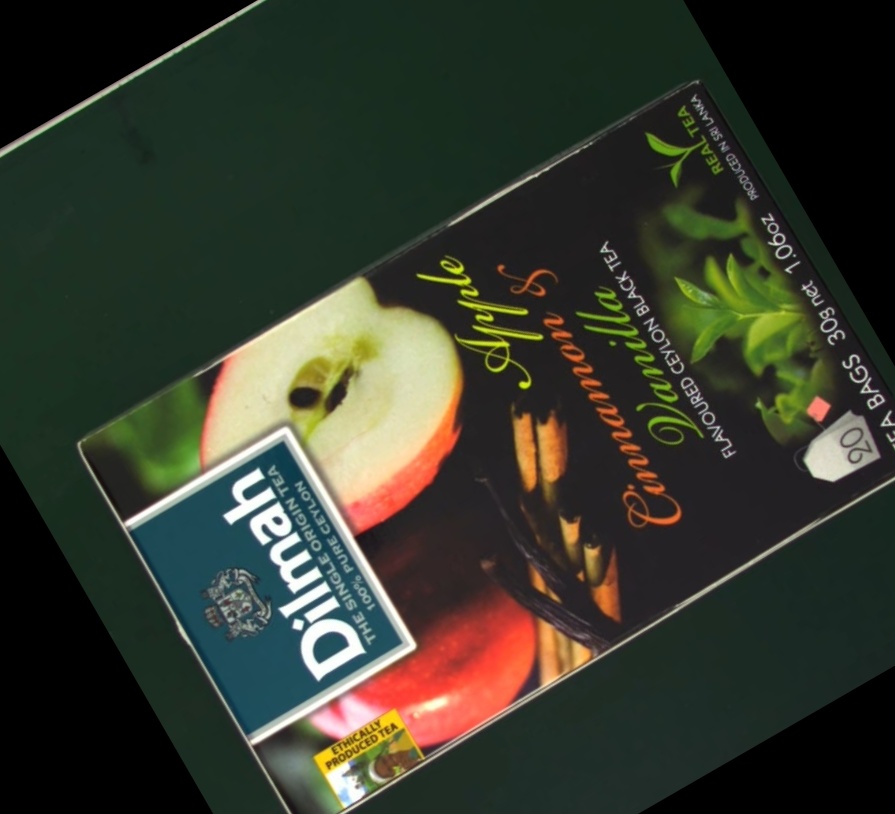 Dilmah
THE SINGLE ORIGIN TEA
100% PURE CEYLON
ETHICALLY
PRODUCED TEA
Apple
Cinnamon &
Vanilla
FLAVOURED CEYLON BLACK TEA
REAL TEA
PRODUCED IN SRI LANKA
20
TEA BAGS 30g net 1.06oz